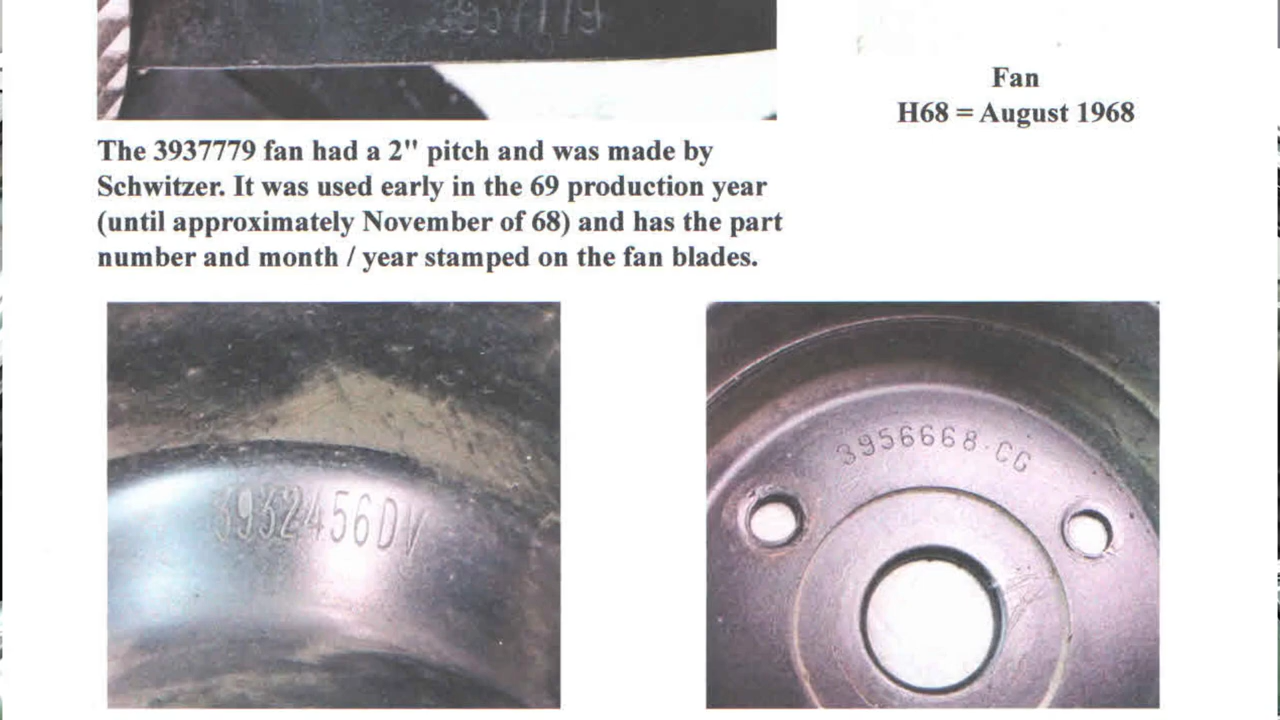 Fan
H68 = August 1968
The 3937779 fan had a 2" pitch and was made by
Schwitzer. It was used early in the 69 production year
(until approximately November of 68) and has the part
number and month / year stamped on the fan blades.
3932456DV
3956668-CG